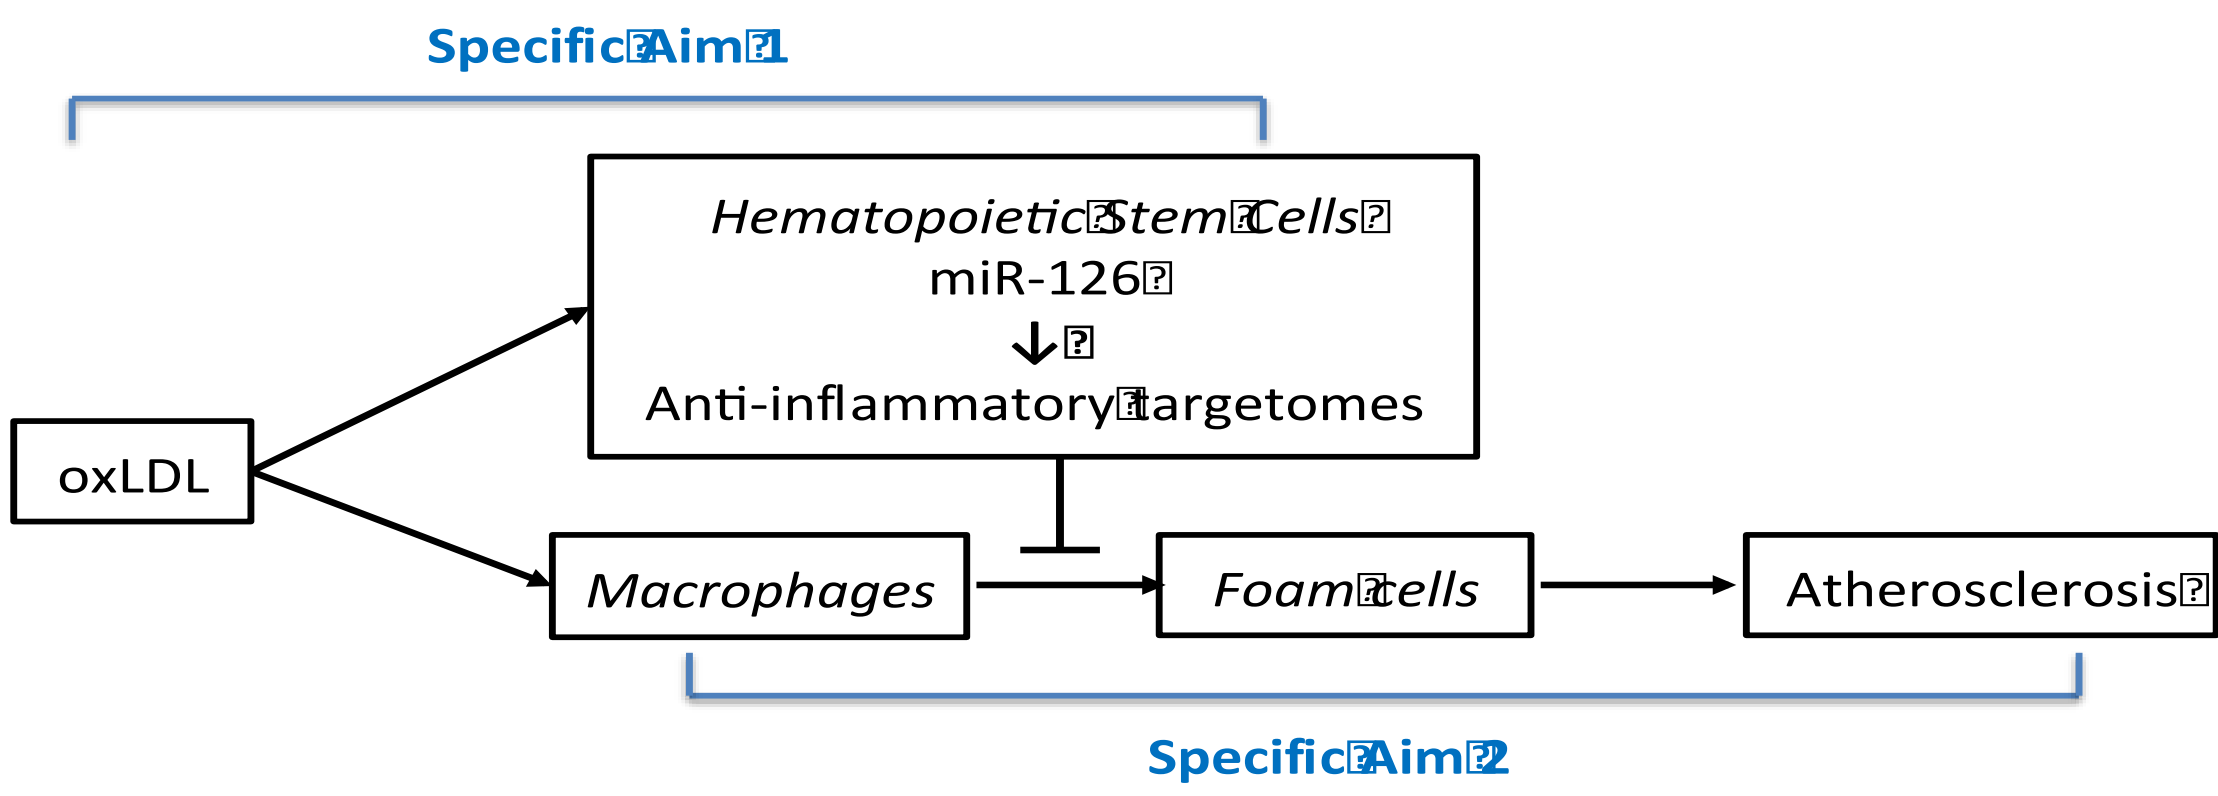 Specific Aim 1
Hematopoietic Stem Cells
miR-126
↓
Anti-inflammatory targetomes
oxLDL
Macrophages
Foam cells
Atherosclerosis
Specific Aim 2